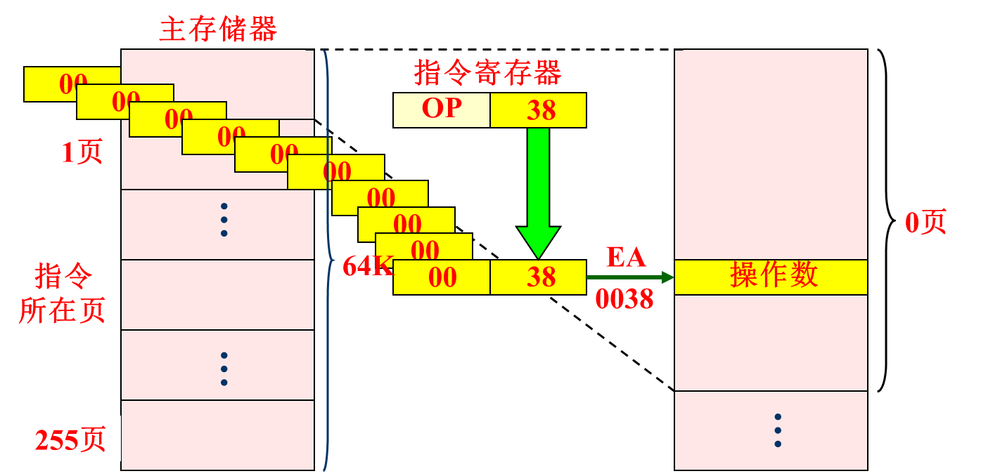 主存储器
指令寄存器
OP 38
00
00
00
00
00
00
00
00
00
1页
0页
64K
00 38
EA
0038
操作数
指令
所在页
255页